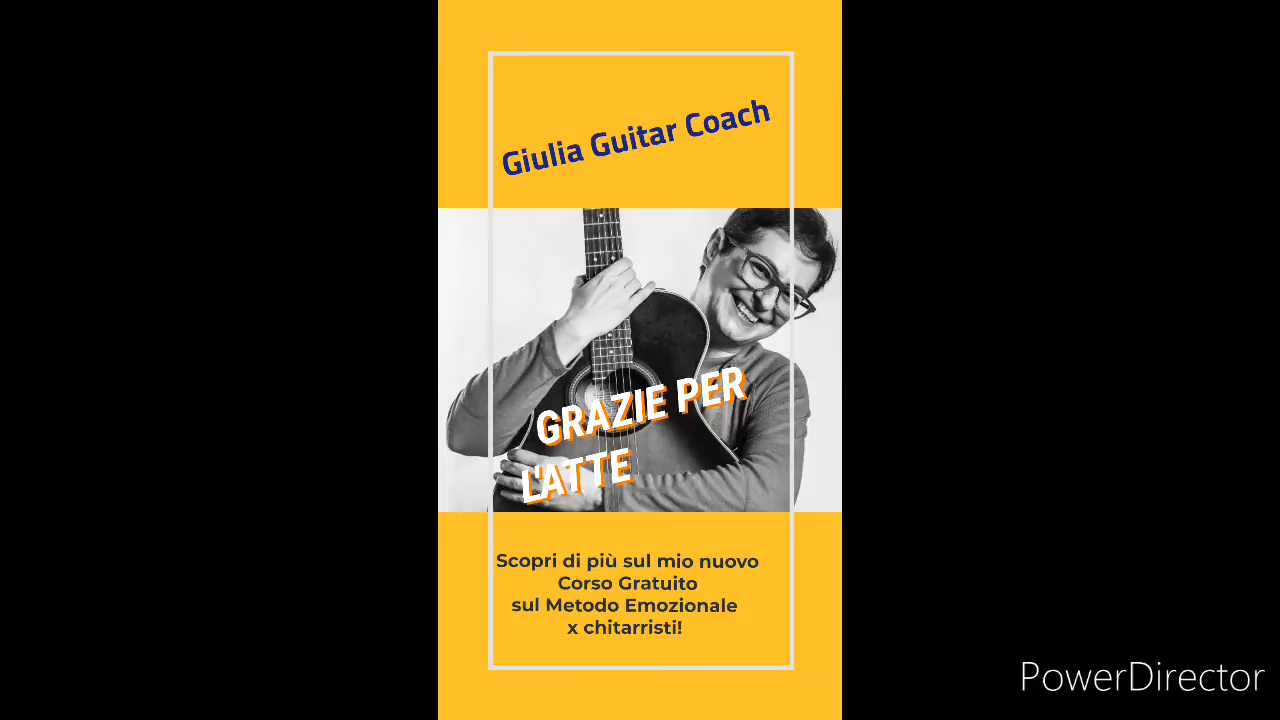 Giulia Guitar Coach
GRAZIE PER
L'ATTE
Scopri di più sul mio nuovo
Corso Gratuito
sul Metodo Emozionale
x chitarristi!
PowerDirector